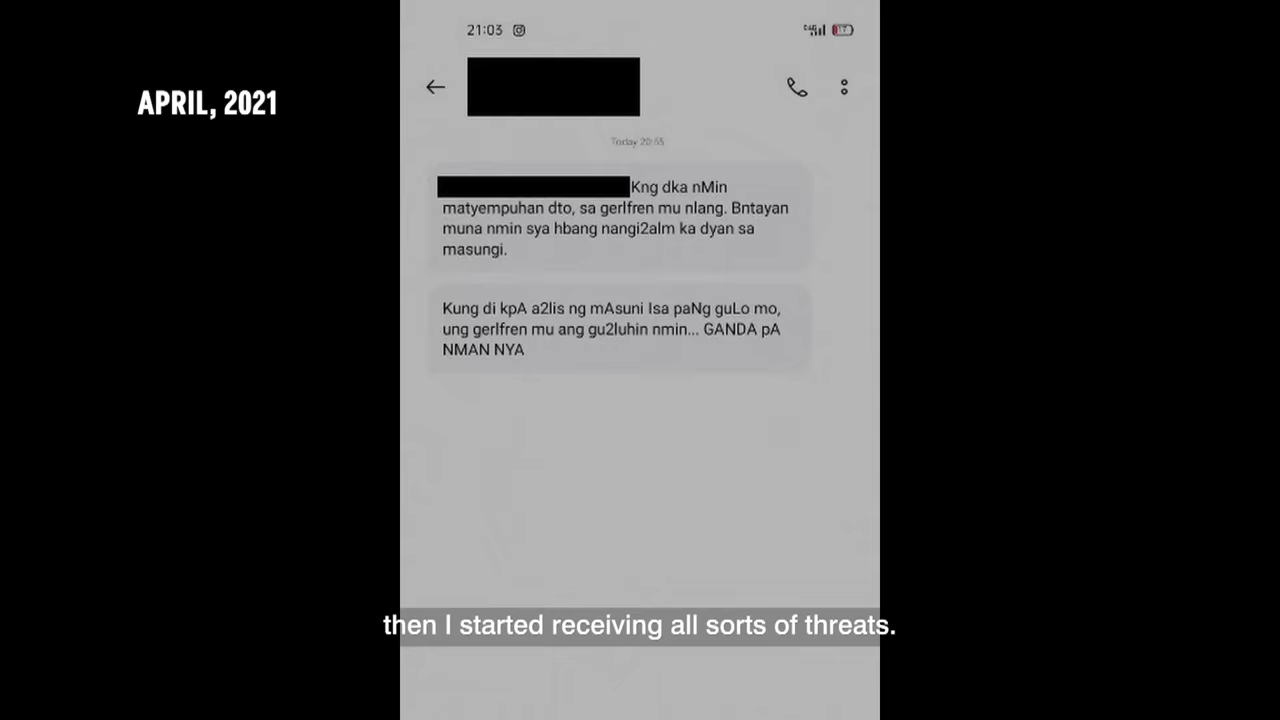 21:03
APRIL, 2021
Today 20:55
Kng dka nMin
matyempuhan dto, sa gerlfren mu nlang. Bntayan
muna nmin sya hbang nangi2alm ka dyan sa
masungi.
Kung di kpA a2lis ng mAsuni Isa paNg guLo mo,
ung gerlfren mu ang gu2luhin nmin... GANDA pA
NMAN NYA
then I started receiving all sorts of threats.